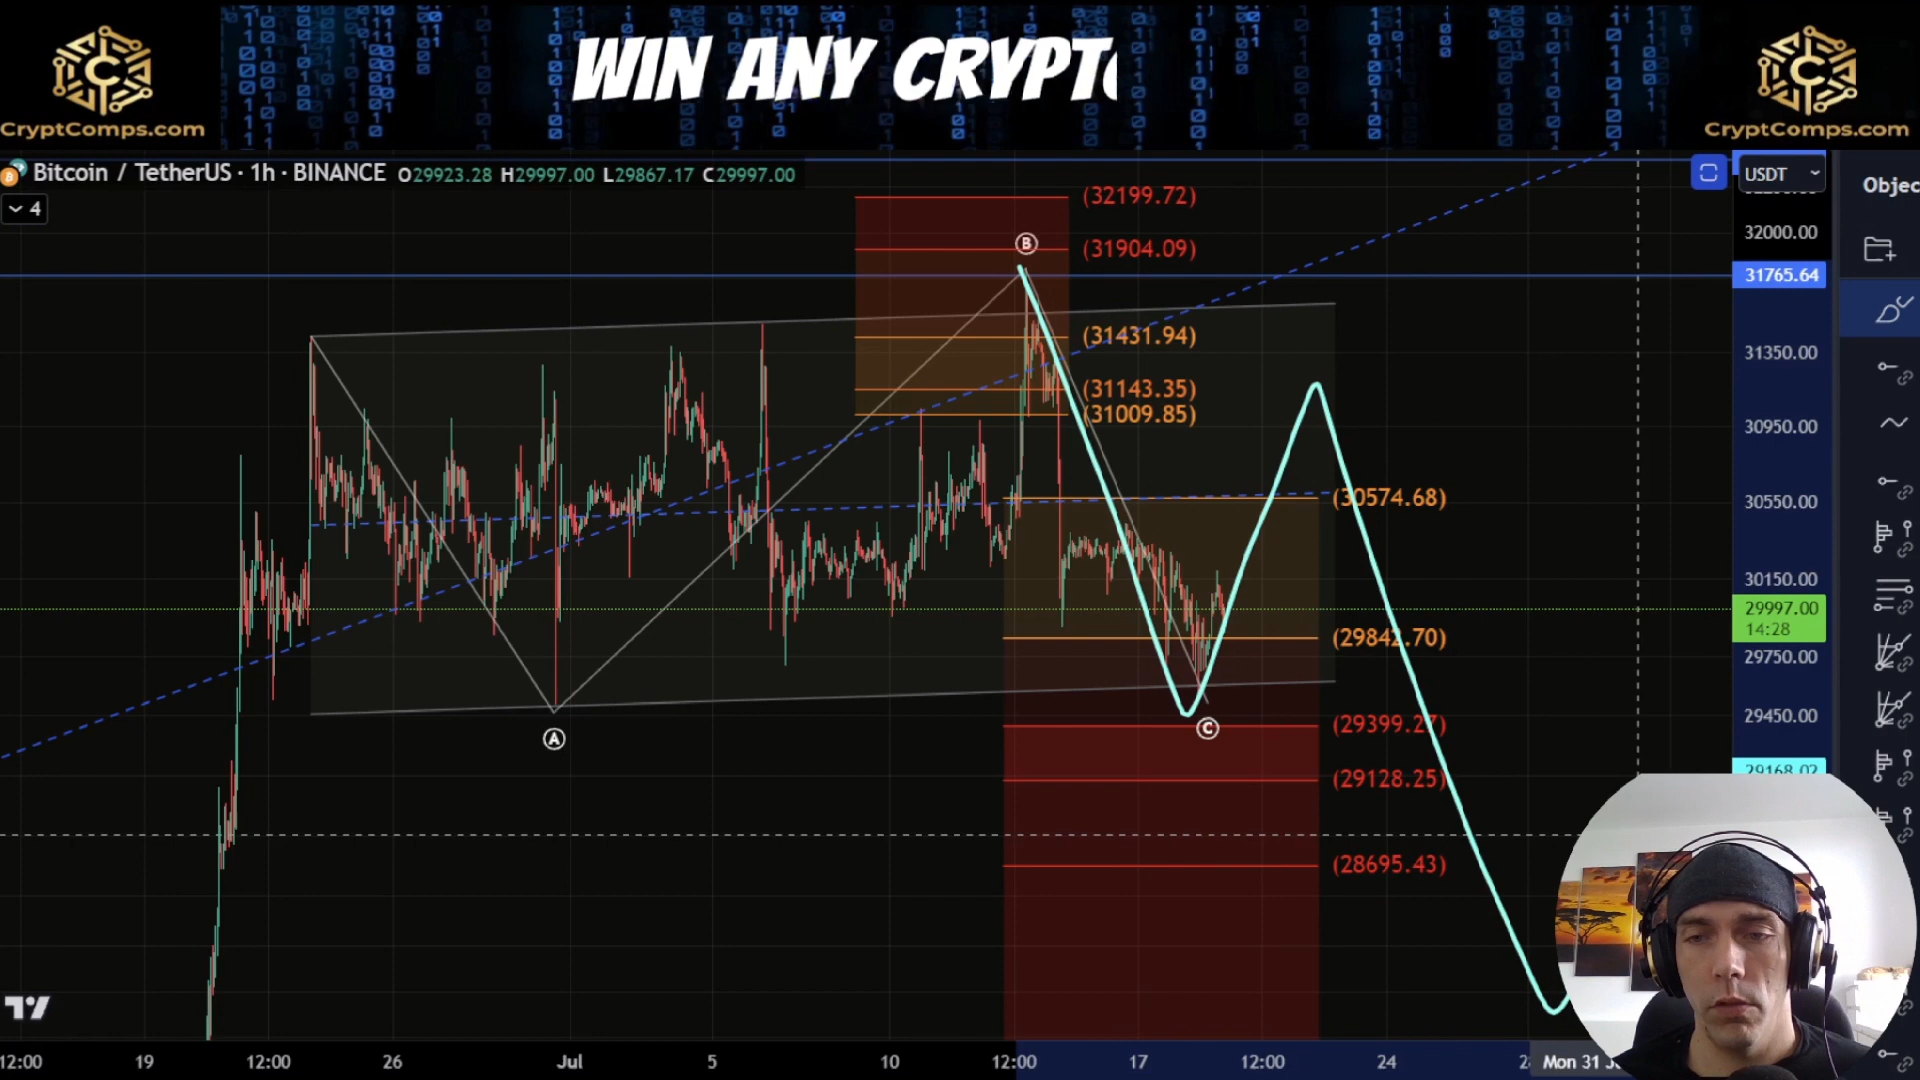 WIN ANY CRYPT
CryptComps.com
CryptComps.com
Bitcoin / TetherUS · 1h · BINANCE O29923.28 H29997.00 L29867.17 C29997.00
4
USDT
Objec
(32199.72)
(31904.09)
(31431.94)
(31143.35)
(31009.85)
(30574.68)
(29842.70)
(29399.27)
(29128.25)
(28695.43)
A
B
C
32000.00
31765.64
31350.00
30950.00
30550.00
30150.00
29997.00
14:28
29750.00
29450.00
29168.02
12:00 19 12:00 26 Jul 5 10 12:00 17 12:00 24 Mon 31